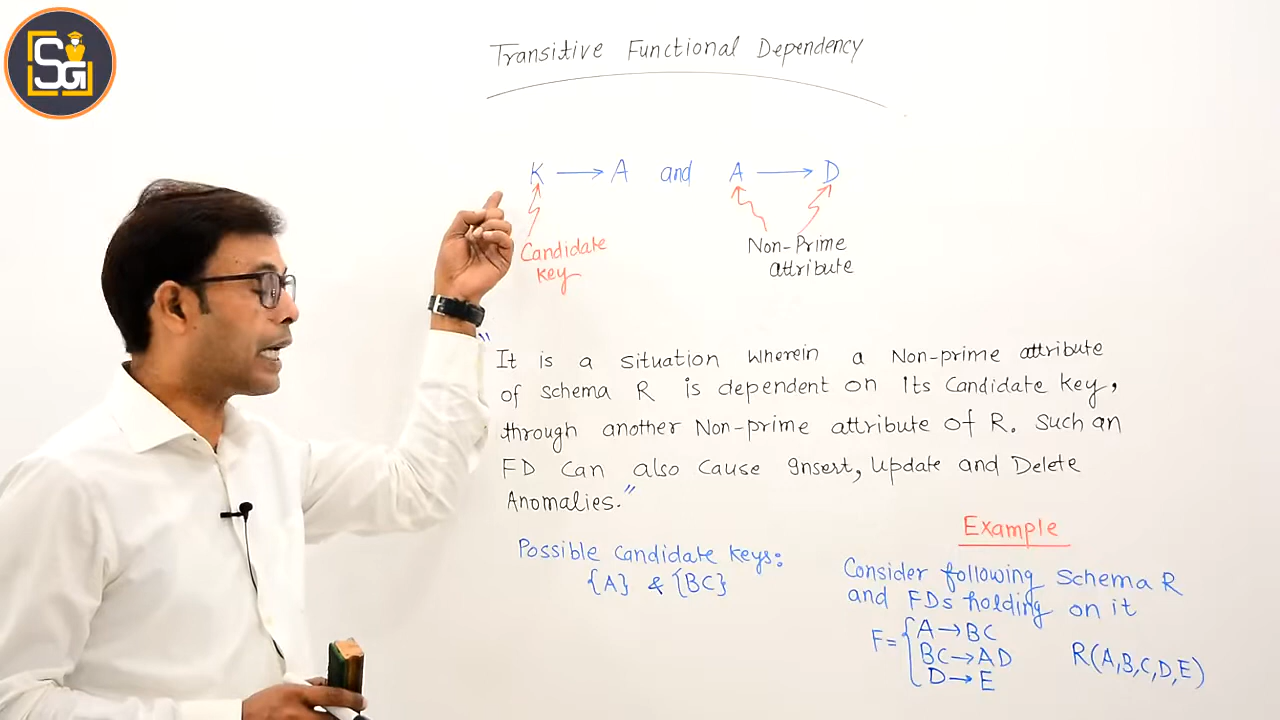 SG
Transitive Functional Dependency
K → A and A → D
Candidate
key
Non-Prime
attribute
"It is a situation wherein a Non-prime attribute
of schema R is dependent on its Candidate key,
through another Non-prime attribute of R. Such an
FD can also cause Insert, Update and Delete
Anomalies."
Possible Candidate keys:
{A} & {BC}
Example
Consider following Schema R
and FDs holding on it
F= { A → BC
BC → AD
D → E
R(A,B,C,D,E)